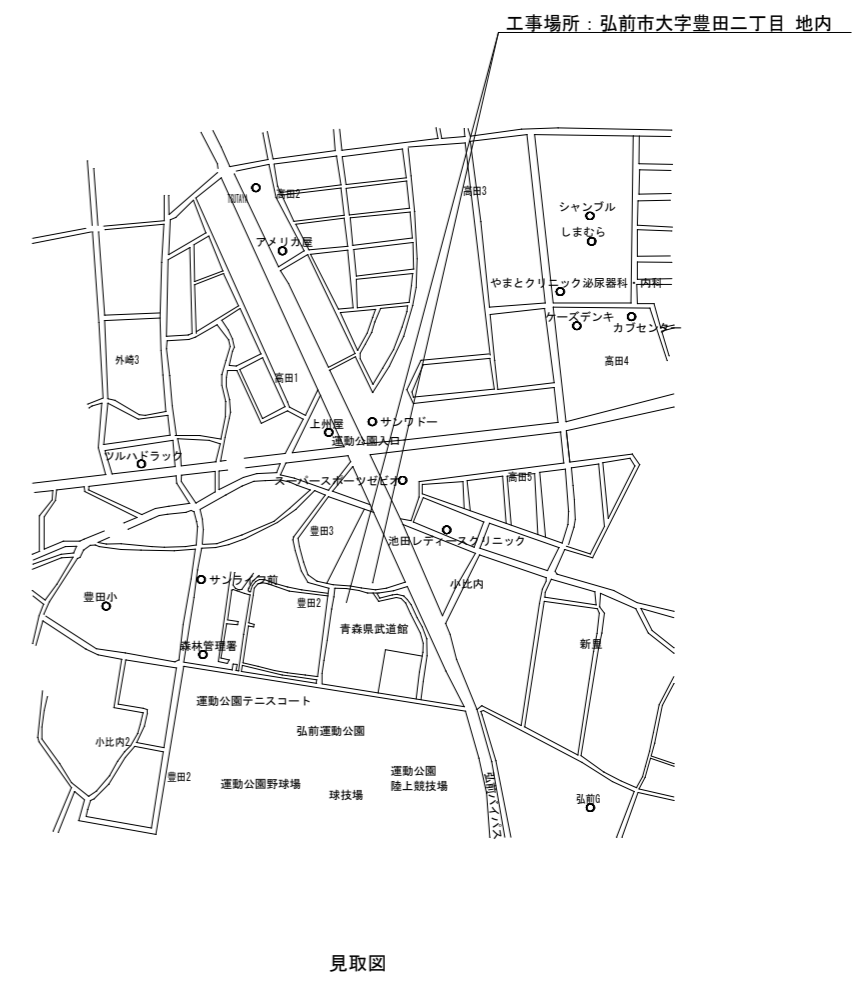 工事場所：弘前市大字豊田二丁目 地内
TSUTAYA
高田2
高田3
シャンブル
しまむら
アメリカ屋
やまとクリニック泌尿器科・内科
ケーズデンキ
カブセンター
外崎3
高田4
高田1
上州屋
サンワドー
運動公園入口
ツルハドラッグ
スーパースポーツゼビオ
高田5
豊田3
池田レディースクリニック
サンライフ前
小比内
豊田小
豊田2
青森県武道館
森林管理署
新里
運動公園テニスコート
弘前運動公園
小比内2
豊田2
運動公園野球場
球技場
運動公園
陸上競技場
弘前バイパス
弘前G
見取図